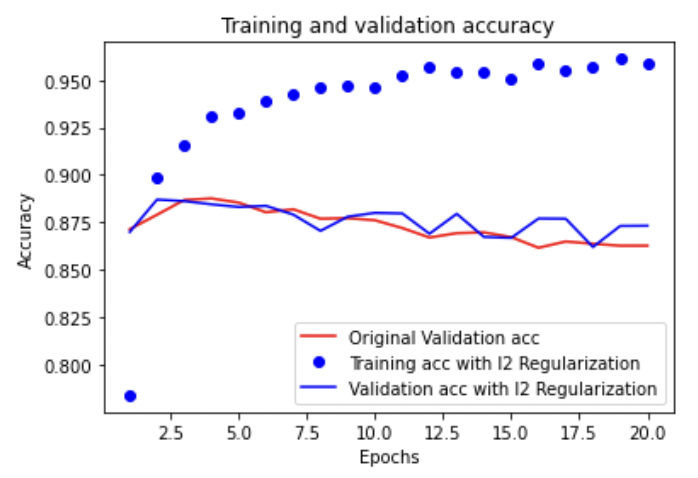 Training and validation accuracy
Accuracy
0.950
0.925
0.900
0.875
0.850
0.825
0.800
Original Validation acc
Training acc with l2 Regularization
Validation acc with l2 Regularization
2.5 5.0 7.5 10.0 12.5 15.0 17.5 20.0
Epochs